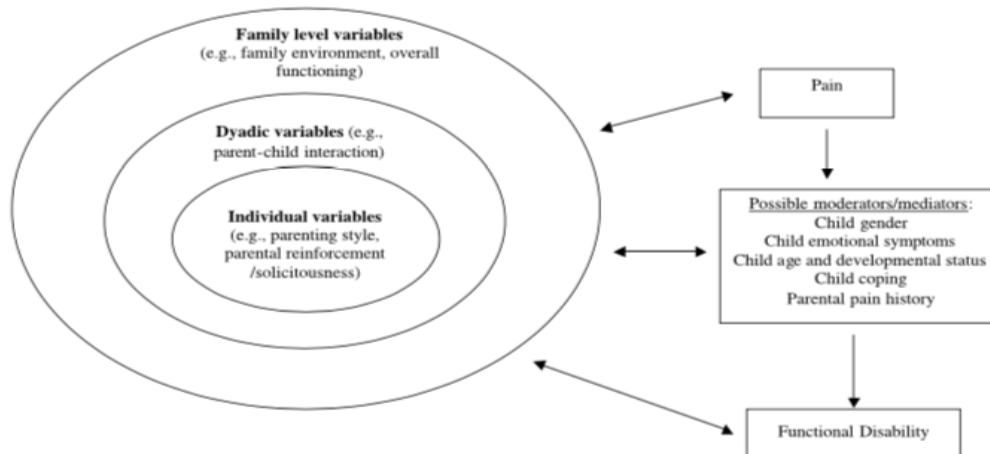 Family level variables
(e.g., family environment, overall
functioning)
Dyadic variables (e.g.,
parent-child interaction)
Individual variables
(e.g., parenting style,
parental reinforcement
/solicitousness)
Pain
Possible moderators/mediators:
Child gender
Child emotional symptoms
Child age and developmental status
Child coping
Parental pain history
Functional Disability